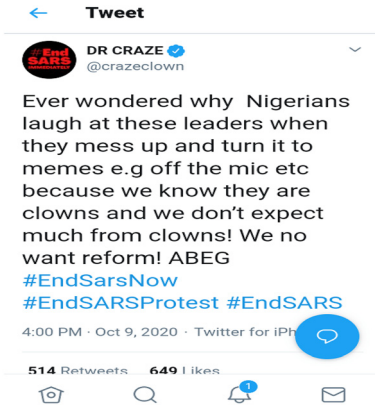 Tweet
#End
SARS
IMMEDIATELY
DR CRAZE
@crazeclown
Ever wondered why Nigerians
laugh at these leaders when
they mess up and turn it to
memes e.g off the mic etc
because we know they are
clowns and we don't expect
much from clowns! We no
want reform! ABEG
#EndSarsNow
#EndSARSProtest #EndSARS
4:00 PM · Oct 9, 2020 · Twitter for iPh
514 Retweets 649 Likes
1